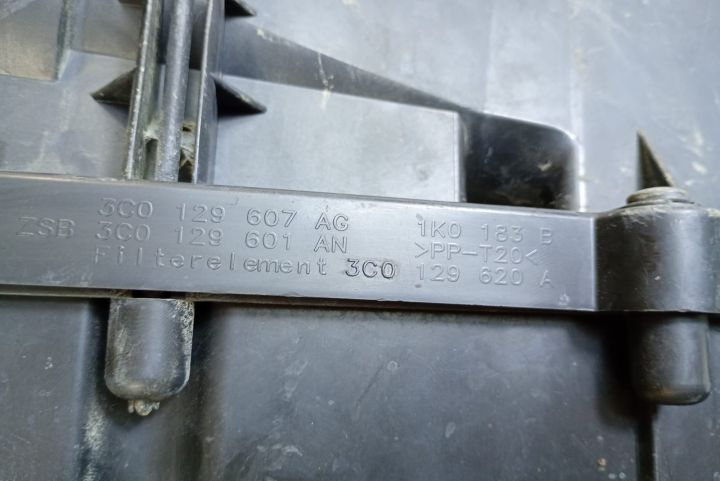 3C0 129 607 AG 1K0 183 B
ZSB 3C0 129 601 AN >PP-T20<
Filterelement 3C0 129 620 A